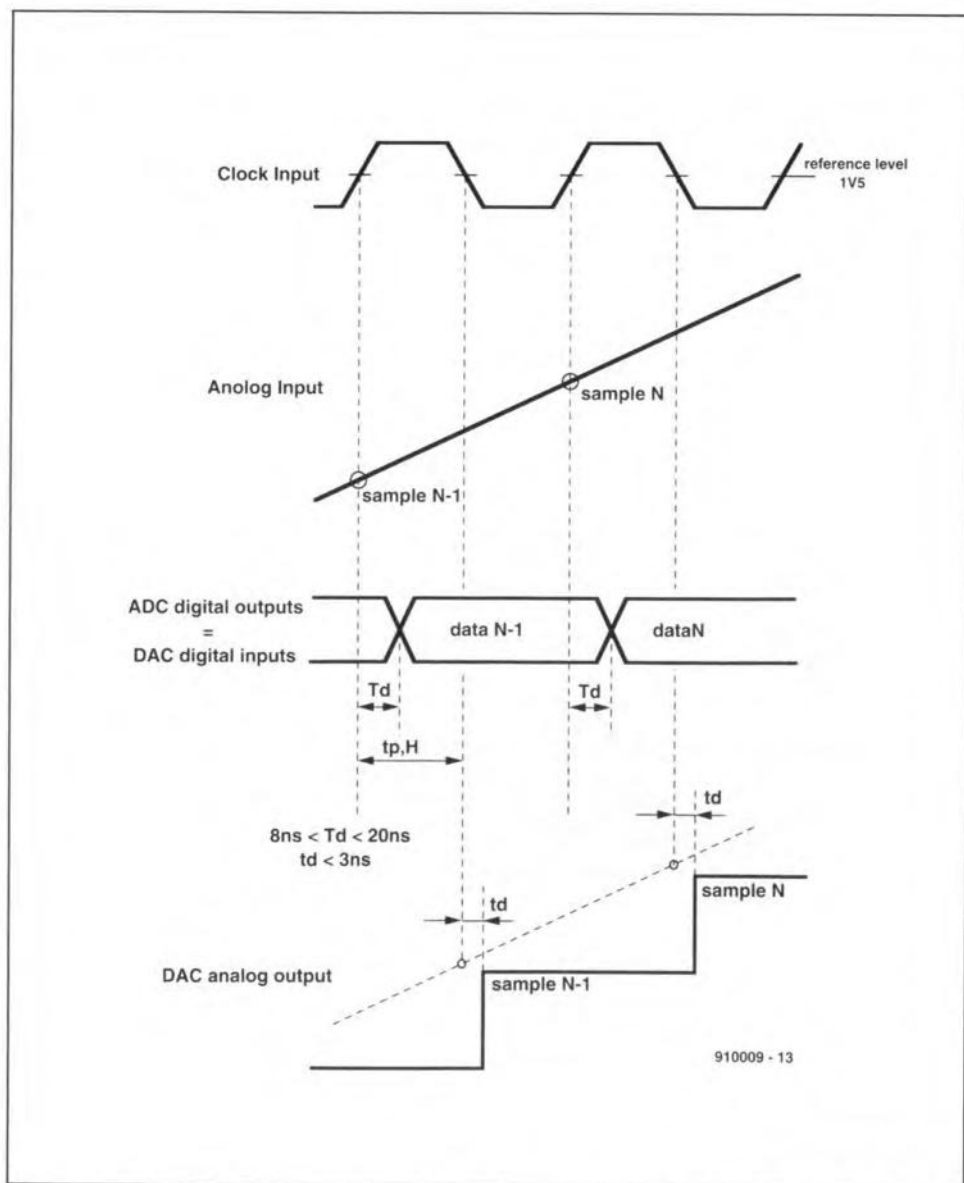 Clock Input
reference level
1V5
Anolog Input
sample N
sample N-1
ADC digital outputs
=
DAC digital inputs
data N-1
dataN
Td
Td
tp,H
td
8ns < Td < 20ns
td < 3ns
sample N
td
DAC analog output
sample N-1
910009 - 13